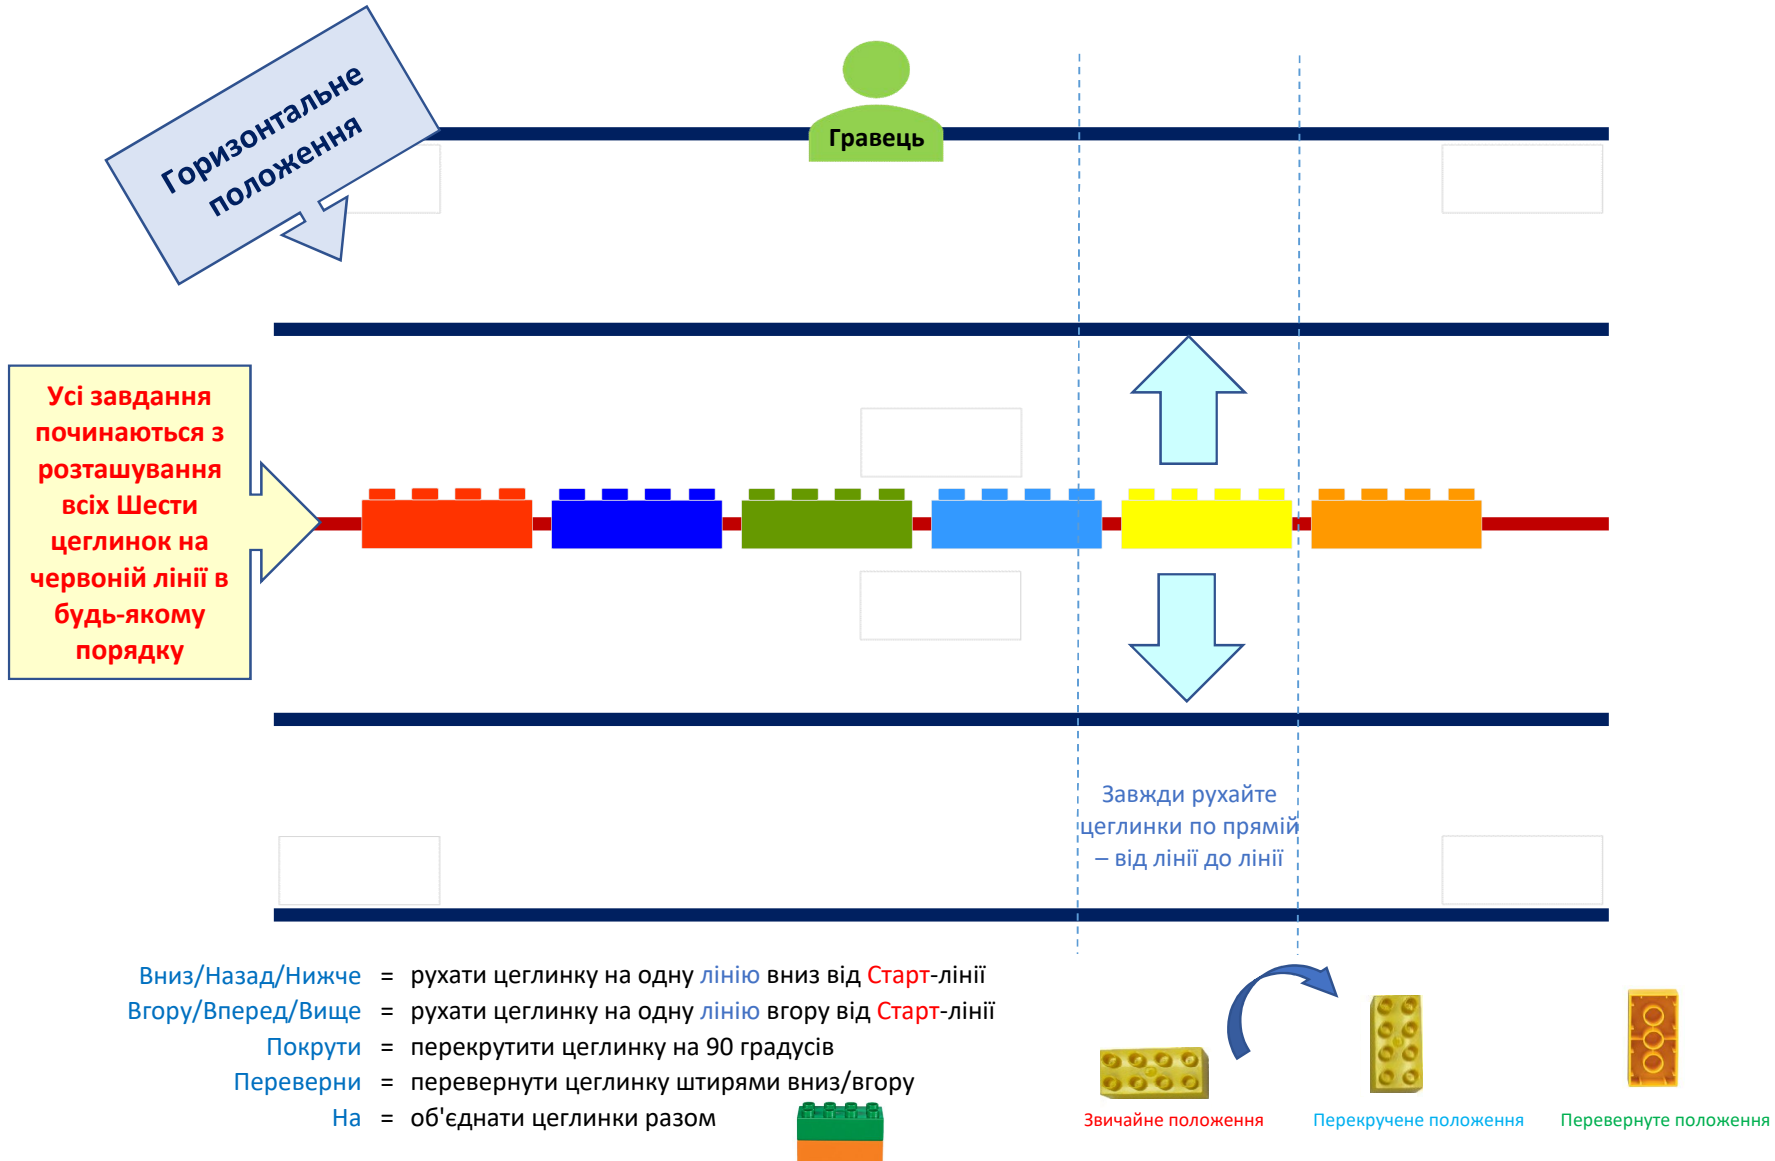 Горизонтальне
положення
Гравець
Усі завдання
починаються з
розташування
всіх Шести
цеглинок на
червоній лінії в
будь-якому
порядку
Завжди рухайте
цеглинки по прямій
– від лінії до лінії
Вниз/Назад/Нижче = рухати цеглинку на одну лінію вниз від Старт-лінії
Вгору/Вперед/Вище = рухати цеглинку на одну лінію вгору від Старт-лінії
Покрути = перекрутити цеглинку на 90 градусів
Переверни = перевернути цеглинку штирями вниз/вгору
На = об'єднати цеглинки разом
Звичайне положення
Перекручене положення
Перевернуте положення